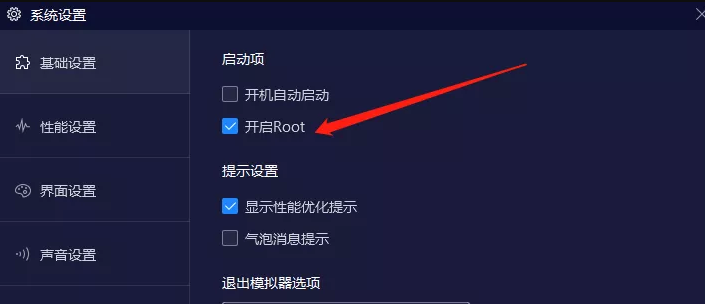 系统设置
基础设置
性能设置
界面设置
声音设置
启动项
开机自动启动
开启Root
提示设置
显示性能优化提示
气泡消息提示
退出模拟器选项